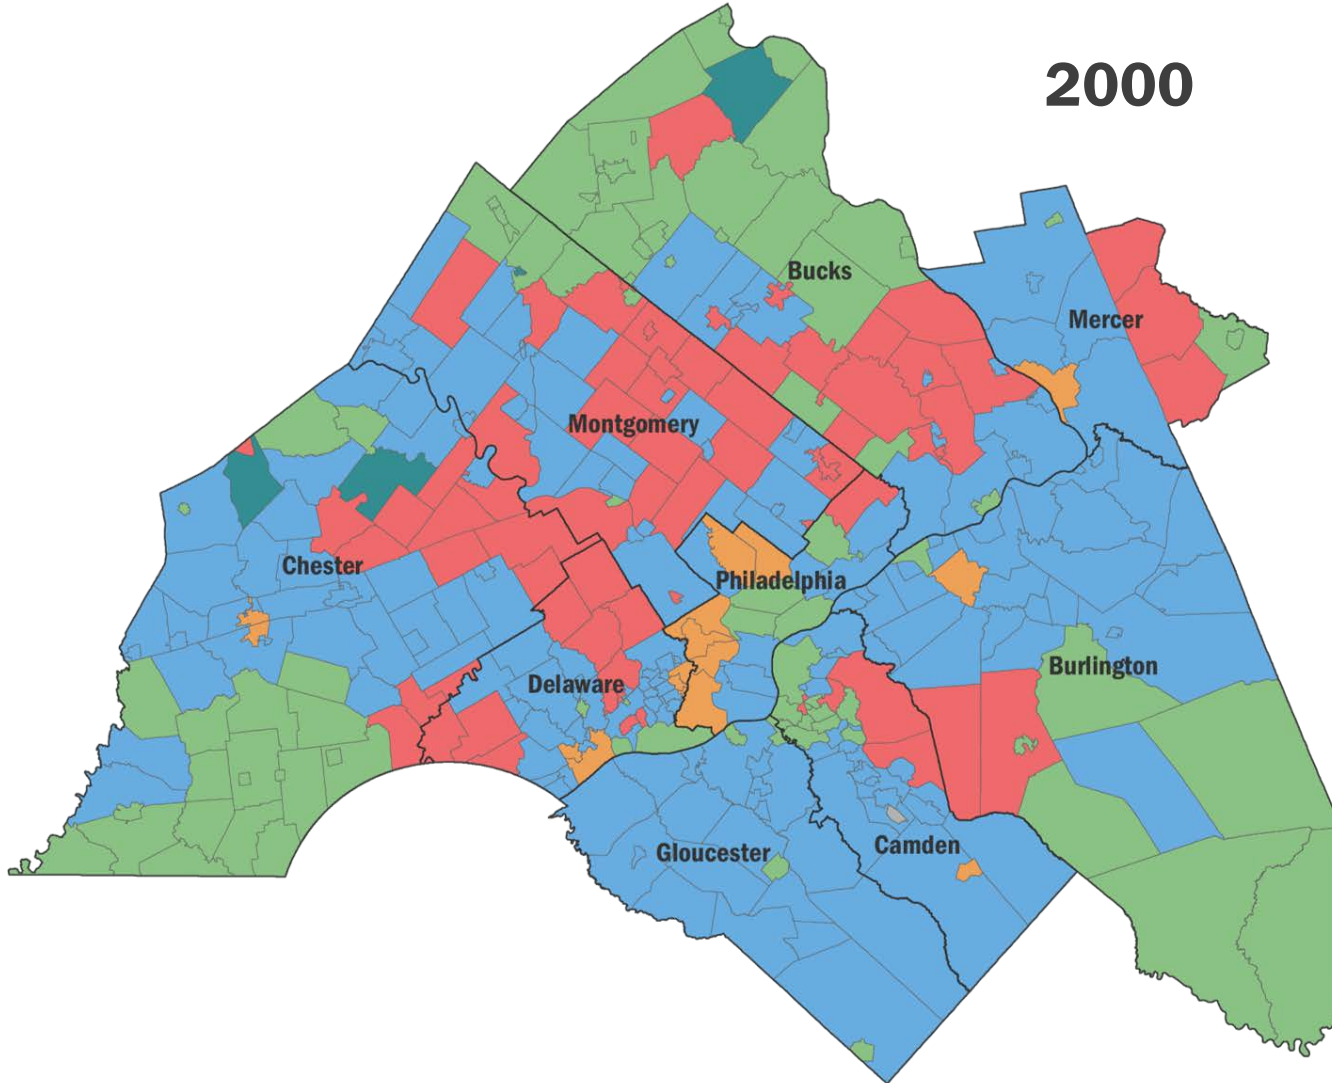 2000
Bucks
Mercer
Montgomery
Chester
Philadelphia
Burlington
Delaware
Gloucester
Camden